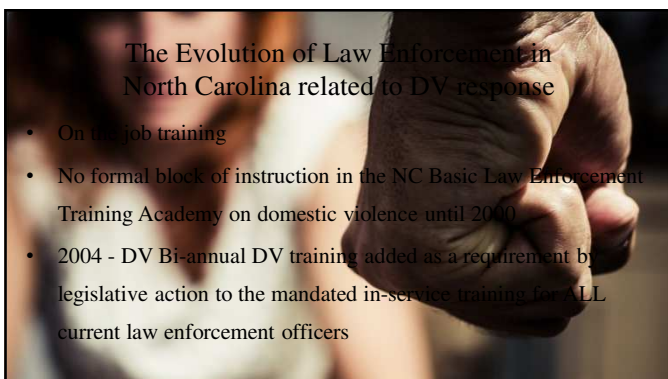 The Evolution of Law Enforcement in
North Carolina related to DV response
• On the job training
• No formal block of instruction in the NC Basic Law Enforcement
Training Academy on domestic violence until 2000
• 2004 - DV Bi-annual DV training added as a requirement by
legislative action to the mandated in-service training for ALL
current law enforcement officers